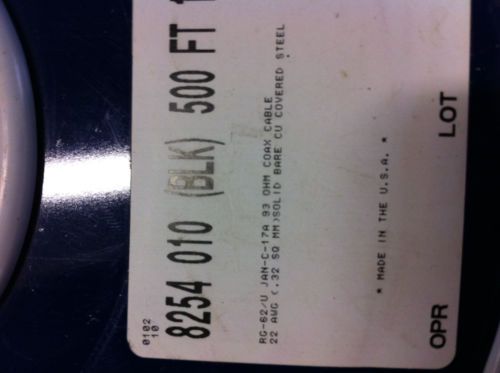 0102
10
8254 010 (BLK) 500 FT
RG-62/U JAN-C-17A 93 OHM COAX CABLE
22 AWG (.32 SQ MM)SOLID BARE CU COVERED STEEL
* MADE IN THE U.S.A. *
OPR LOT